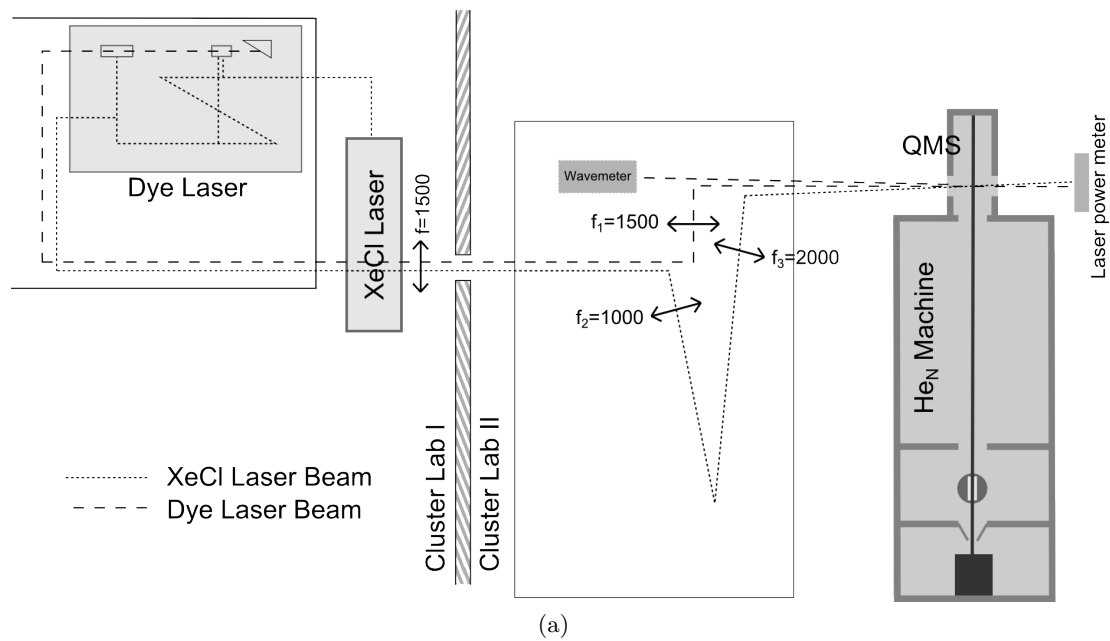 Dye Laser
XeCl Laser
f=1500
Cluster Lab I
Cluster Lab II
Wavemeter
f₁=1500
f₂=1000
f₃=2000
QMS
He_N Machine
Laser power meter
XeCl Laser Beam
Dye Laser Beam
(a)